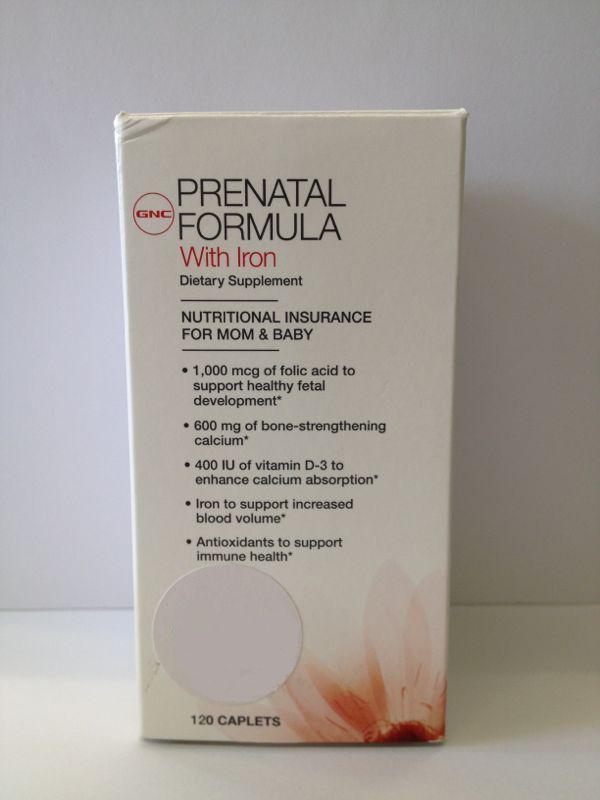 GNC
PRENATAL
FORMULA
With Iron
Dietary Supplement
NUTRITIONAL INSURANCE
FOR MOM & BABY
• 1,000 mcg of folic acid to
support healthy fetal
development*
• 600 mg of bone-strengthening
calcium*
• 400 IU of vitamin D-3 to
enhance calcium absorption*
• Iron to support increased
blood volume*
• Antioxidants to support
immune health*
120 CAPLETS